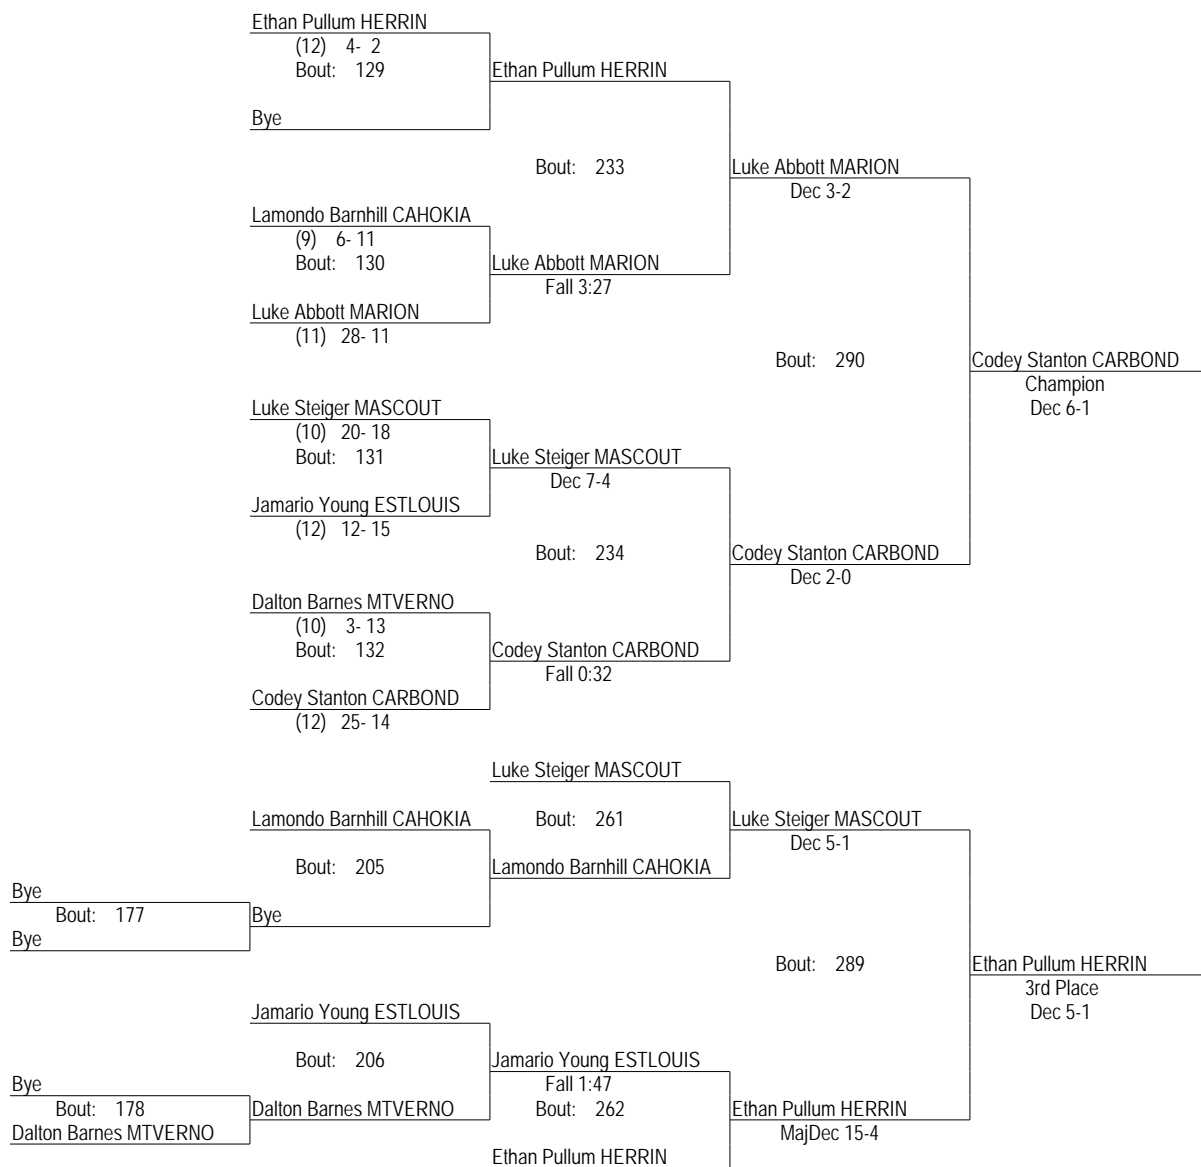 Ethan Pullum HERRIN
(12) 4- 2
Bout: 129
Ethan Pullum HERRIN
Bye
Bout: 233
Luke Abbott MARION
Dec 3-2
Lamondo Barnhill CAHOKIA
(9) 6- 11
Bout: 130
Luke Abbott MARION
Fall 3:27
Luke Abbott MARION
(11) 28- 11
Bout: 290
Codey Stanton CARBOND
Champion
Dec 6-1
Luke Steiger MASCOUT
(10) 20- 18
Bout: 131
Luke Steiger MASCOUT
Dec 7-4
Jamario Young ESTLOUIS
(12) 12- 15
Bout: 234
Codey Stanton CARBOND
Dec 2-0
Dalton Barnes MTVERNO
(10) 3- 13
Bout: 132
Codey Stanton CARBOND
Fall 0:32
Codey Stanton CARBOND
(12) 25- 14
Luke Steiger MASCOUT
Lamondo Barnhill CAHOKIA
Bout: 261
Luke Steiger MASCOUT
Dec 5-1
Bout: 205
Lamondo Barnhill CAHOKIA
Bye
Bout: 177
Bye
Bye
Bout: 289
Ethan Pullum HERRIN
3rd Place
Dec 5-1
Jamario Young ESTLOUIS
Bout: 206
Jamario Young ESTLOUIS
Fall 1:47
Bye
Bout: 178
Dalton Barnes MTVERNO
Bout: 262
Ethan Pullum HERRIN
MajDec 15-4
Dalton Barnes MTVERNO
Ethan Pullum HERRIN